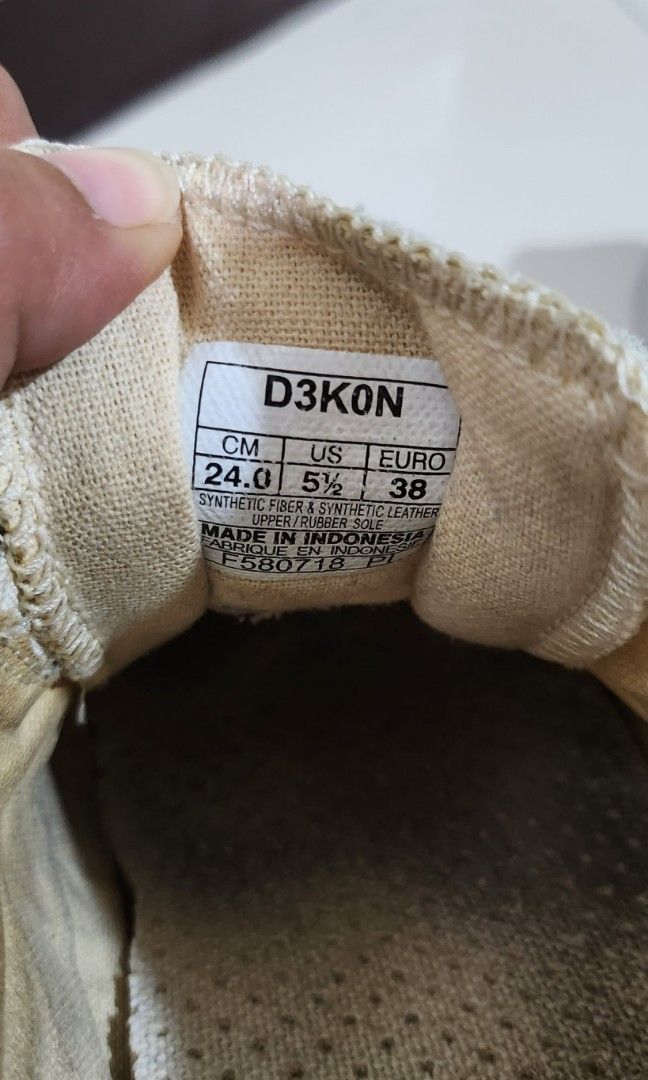 D3K0N
CM US EURO
24.0 5½ 38
SYNTHETIC FIBER & SYNTHETIC LEATHER
UPPER/RUBBER SOLE
MADE IN INDONESIA
FABRIQUE EN INDONESIE
F580718